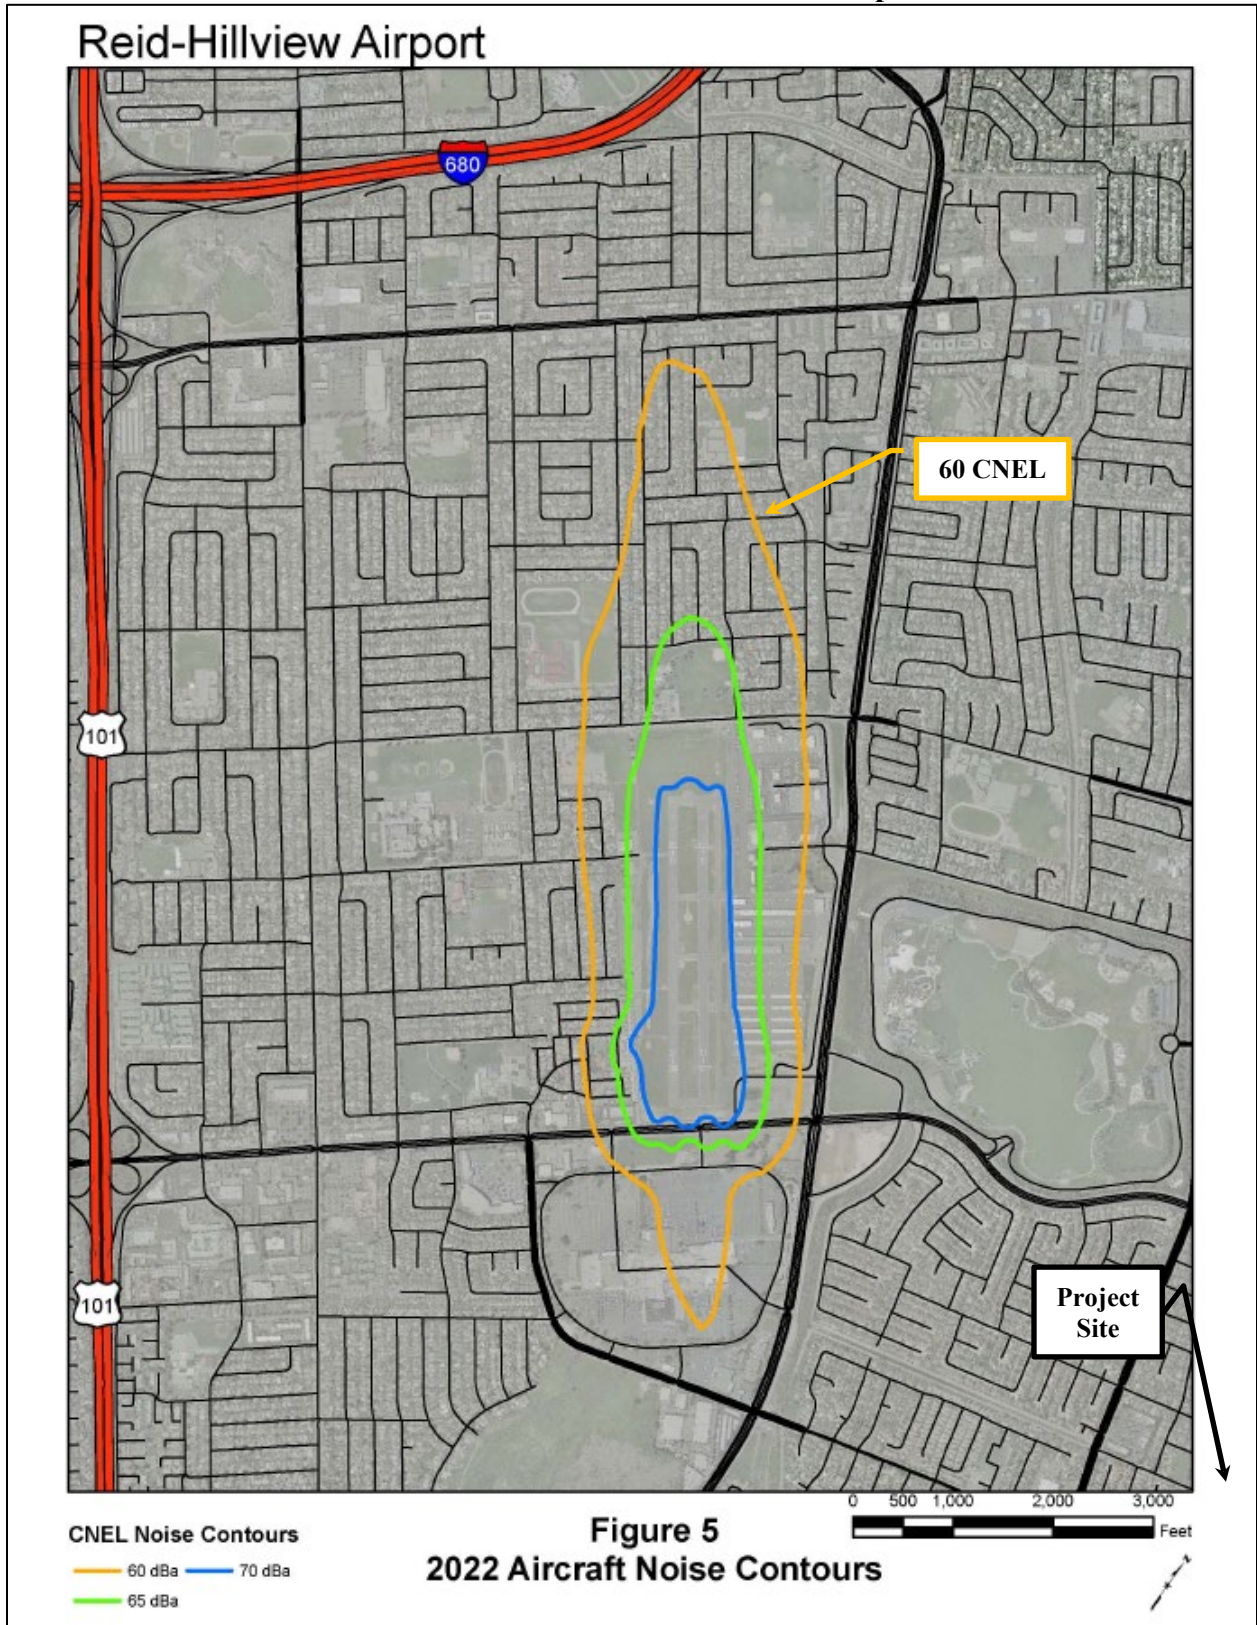 Reid-Hillview Airport
680
60 CNEL
101
101
Project
Site
0 500 1,000 2,000 3,000
Feet
CNEL Noise Contours
60 dBa 70 dBa
65 dBa
Figure 5
2022 Aircraft Noise Contours